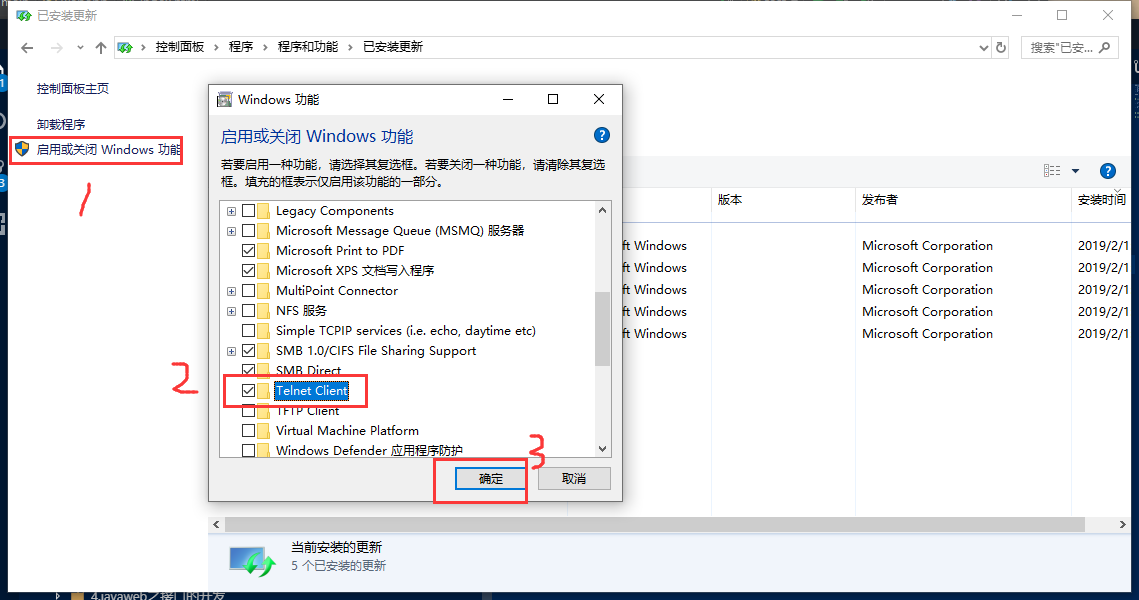 已安装更新
控制面板 > 程序 > 程序和功能 > 已安装更新
搜索"已安...
控制面板主页
卸载程序
启用或关闭 Windows 功能
1
Windows 功能
启用或关闭 Windows 功能
若要启用一种功能，请选择其复选框。若要关闭一种功能，请清除其复选
框。填充的框表示仅启用该功能的一部分。
Legacy Components
Microsoft Message Queue (MSMQ) 服务器
Microsoft Print to PDF
Microsoft XPS 文档写入程序
MultiPoint Connector
NFS 服务
Simple TCPIP services (i.e. echo, daytime etc)
SMB 1.0/CIFS File Sharing Support
SMB Direct
2
Telnet Client
TFTP Client
Virtual Machine Platform
Windows Defender 应用程序防护
3
确定
取消
版本
发布者
安装时间
ft Windows
Microsoft Corporation
2019/2/1
ft Windows
Microsoft Corporation
2019/2/1
ft Windows
Microsoft Corporation
2019/2/1
ft Windows
Microsoft Corporation
2019/2/1
ft Windows
Microsoft Corporation
2019/2/1
当前安装的更新
5 个已安装的更新
4.javaweb之接口的开发